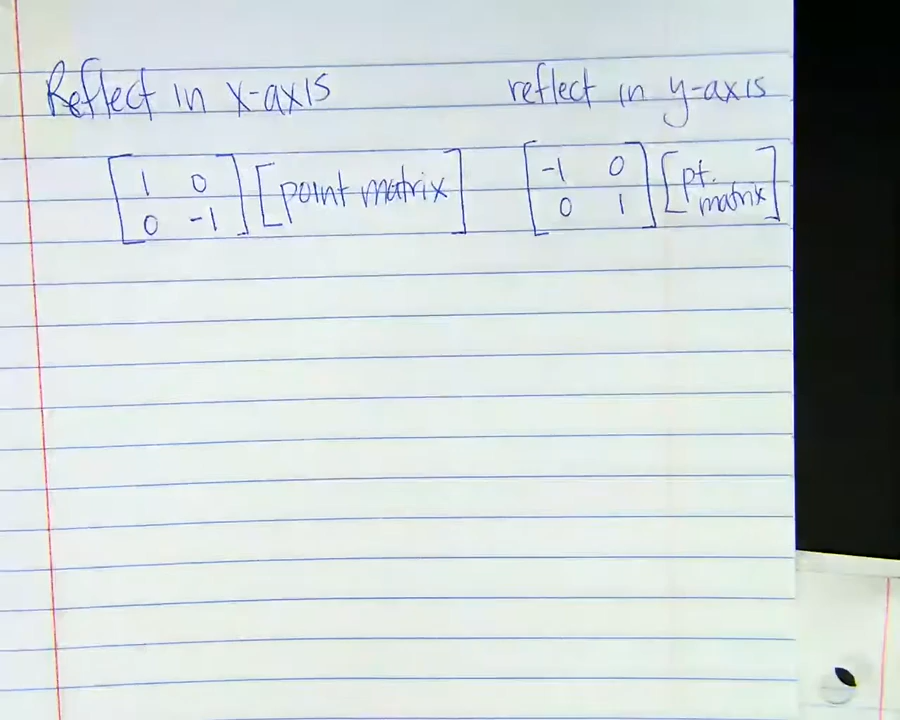 Reflect in x-axis reflect in y-axis
[1 0 [point matrix] [-1 0 [pt.
0 -1] 0 1] matrix]